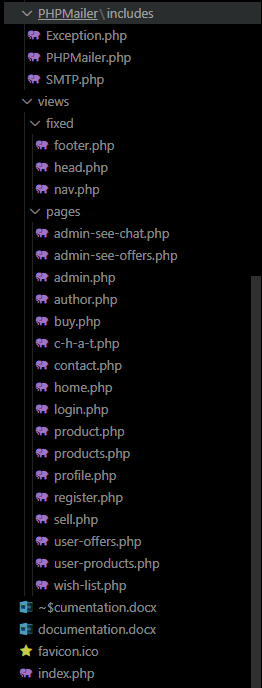 PHPMailer\includes
Exception.php
PHPMailer.php
SMTP.php
views
fixed
footer.php
head.php
nav.php
pages
admin-see-chat.php
admin-see-offers.php
admin.php
author.php
buy.php
c-h-a-t.php
contact.php
home.php
login.php
product.php
products.php
profile.php
register.php
sell.php
user-offers.php
user-products.php
wish-list.php
~$cumentation.docx
documentation.docx
favicon.ico
index.php